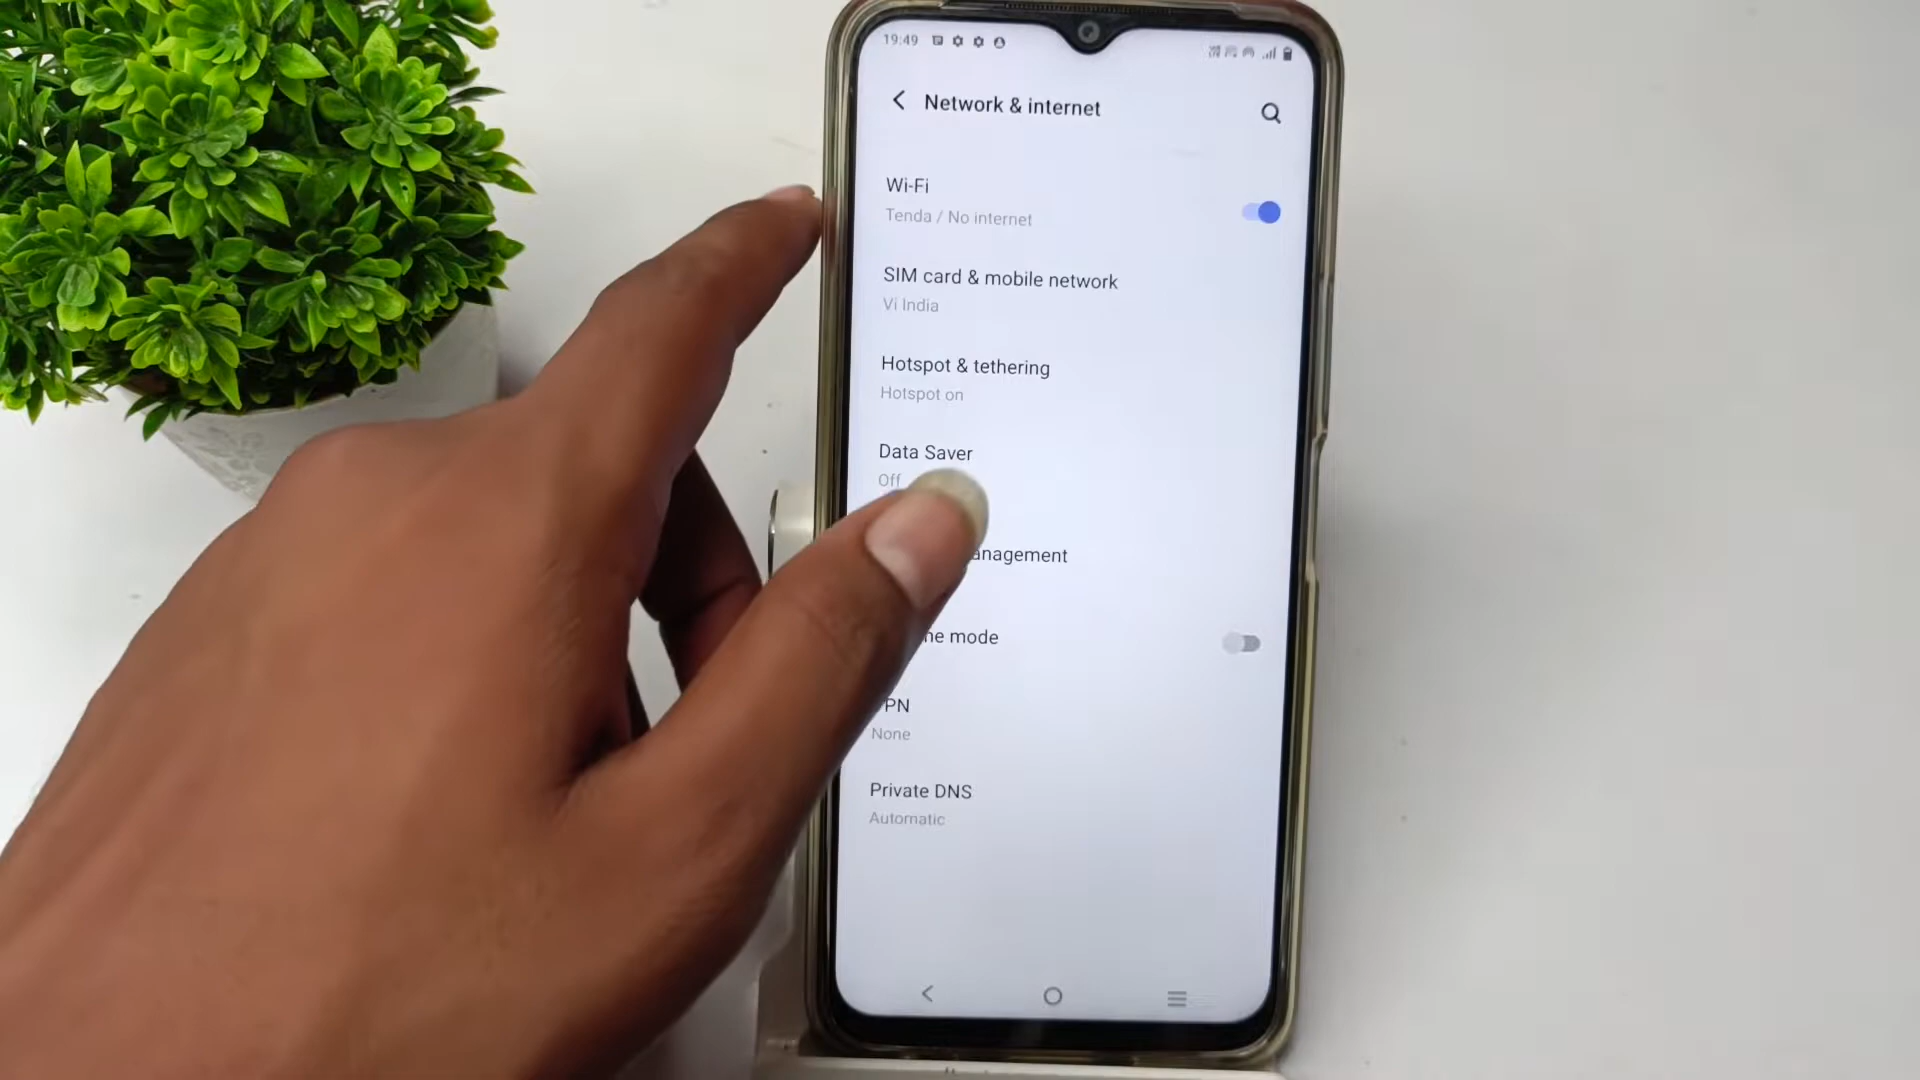 19:49
Network & internet
Wi-Fi
Tenda / No internet
SIM card & mobile network
Vi India
Hotspot & tethering
Hotspot on
Data Saver
Off
anagement
ne mode
PN
None
Private DNS
Automatic